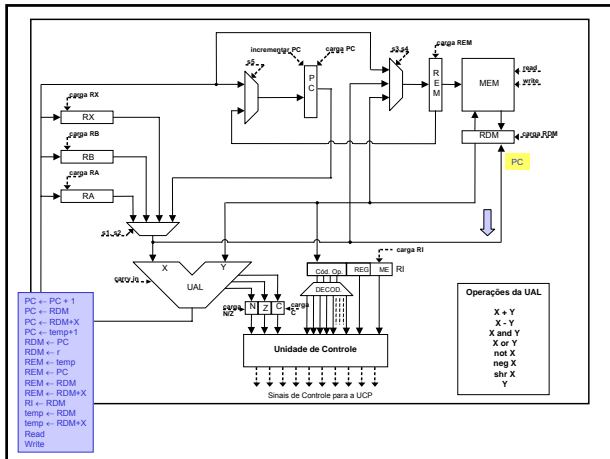 carga REM
incrementar PC
carga PC
s3 s4
s5
carga RX
RX
carga RB
RB
carga RA
RA
s1, s2
P
C
R
E
M
MEM
read
write
RDM
carga RDM
PC
X
Y
UAL
carry in
carga RI
Cód. Op.
REG
ME
RI
DECOD.
carga
N/Z
N
Z
C
carga
C
Unidade de Controle
Sinais de Controle para a UCP
PC ← PC + 1
PC ← RDM
PC ← RDM+X
PC ← temp+1
RDM ← PC
RDM ← r
REM ← temp
REM ← PC
REM ← RDM
REM ← RDM+X
RI ← RDM
temp ← RDM
temp ← RDM+X
Read
Write
Operações da UAL
X + Y
X - Y
X and Y
X or Y
not X
neg X
shr X
Y